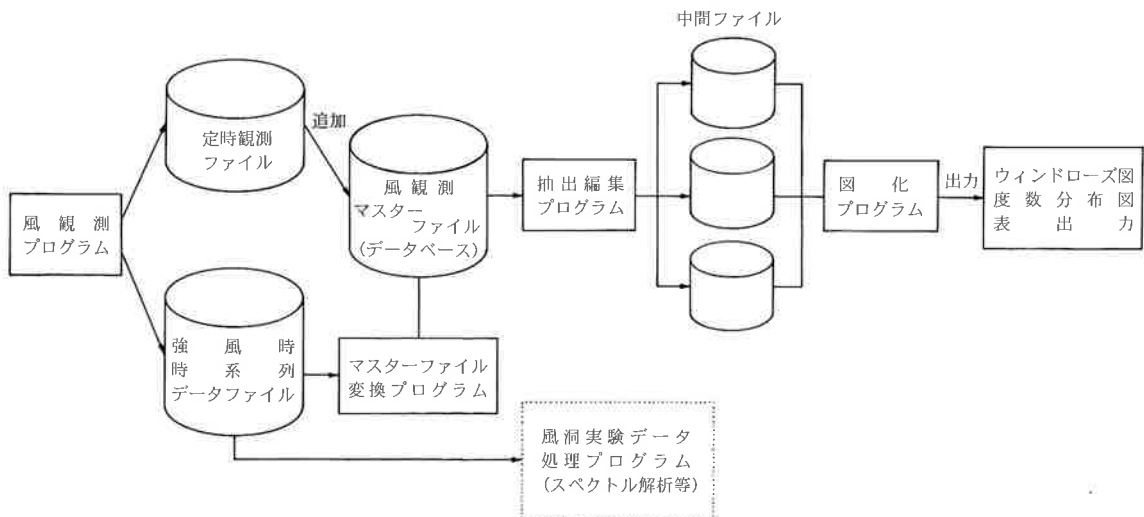 中間ファイル
定時観測
ファイル
追加
風観測
マスター
ファイル
(データベース)
風観測
プログラム
抽出編集
プログラム
図化
プログラム
出力
ウィンドローズ図
度数分布図
表出力
強風時
時系列
データファイル
マスターファイル
変換プログラム
風洞実験データ
処理プログラム
(スペクトル解析等)